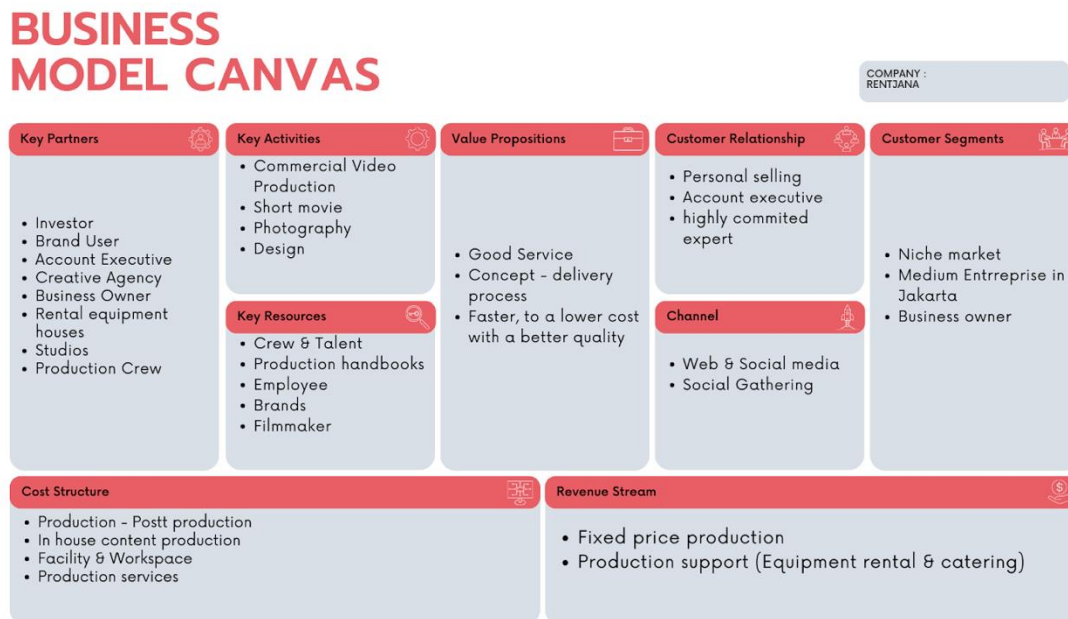 BUSINESS
MODEL CANVAS
COMPANY :
RENTJANA
Key Partners
• Investor
• Brand User
• Account Executive
• Creative Agency
• Business Owner
• Rental equipment
houses
• Studios
• Production Crew
Key Activities
• Commercial Video
Production
• Short movie
• Photography
• Design
Key Resources
• Crew & Talent
• Production handbooks
• Employee
• Brands
• Filmmaker
Value Propositions
• Good Service
• Concept - delivery
process
• Faster, to a lower cost
with a better quality
Customer Relationship
• Personal selling
• Account executive
• highly commited
expert
Channel
• Web & Social media
• Social Gathering
Customer Segments
• Niche market
• Medium Entrreprise in
Jakarta
• Business owner
Cost Structure
• Production - Postt production
• In house content production
• Facility & Workspace
• Production services
Revenue Stream
• Fixed price production
• Production support (Equipment rental & catering)